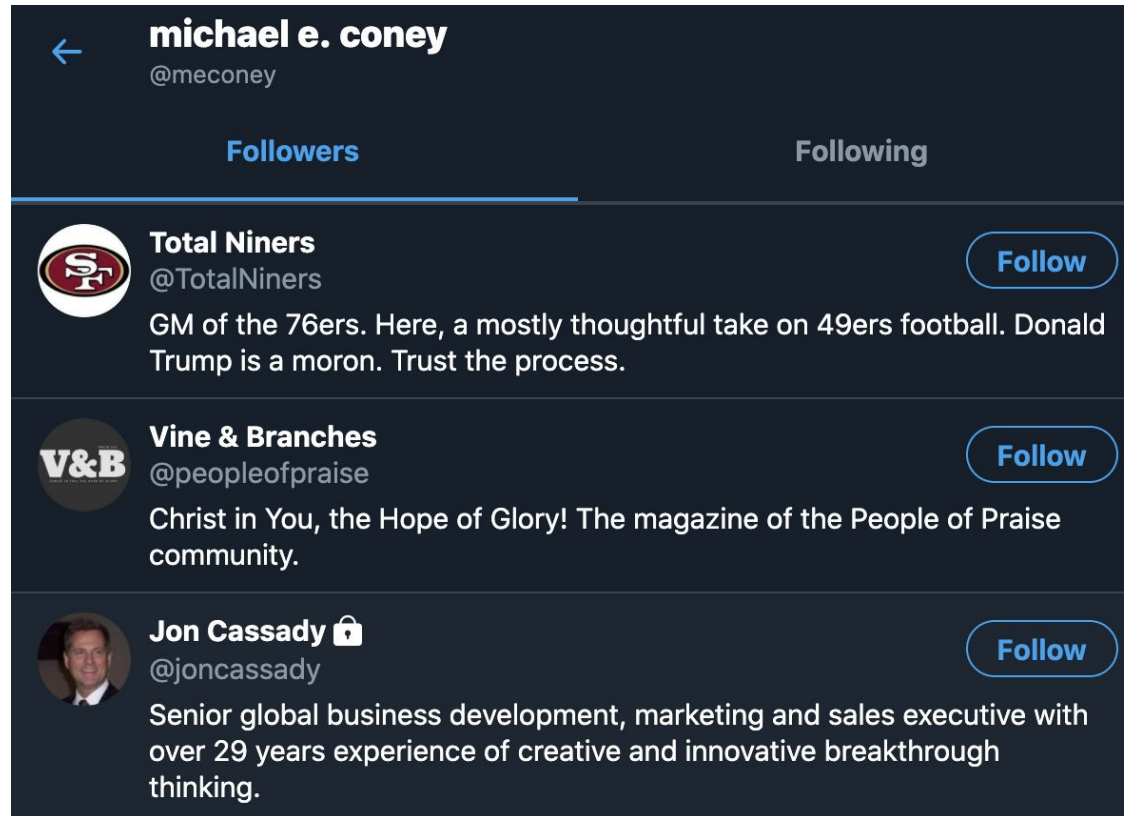 michael e. coney
@meconey
Followers
Following
Total Niners
@TotalNiners
Follow
GM of the 76ers. Here, a mostly thoughtful take on 49ers football. Donald
Trump is a moron. Trust the process.
Vine & Branches
@peopleofpraise
Follow
V&B
Christ in You, the Hope of Glory! The magazine of the People of Praise
community.
Jon Cassady
@joncassady
Follow
Senior global business development, marketing and sales executive with
over 29 years experience of creative and innovative breakthrough
thinking.